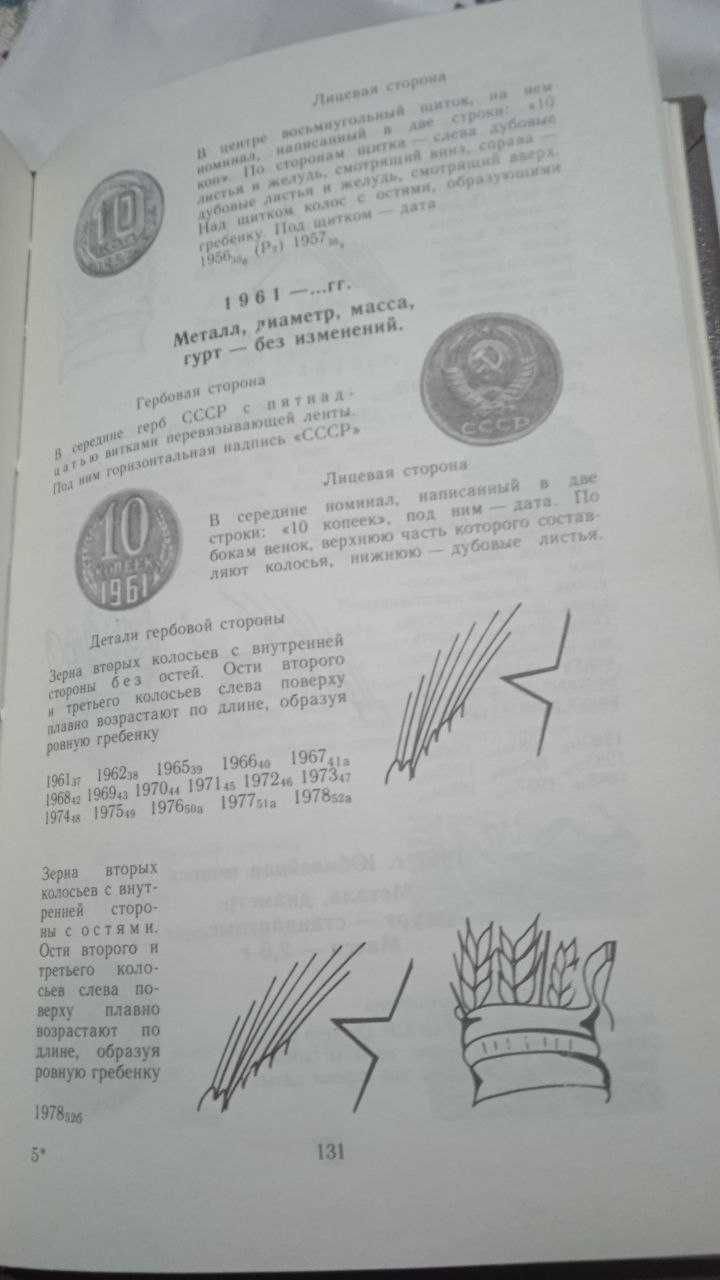 Лицевая сторона
В центре восьмиугольный щиток, на нем
номинал, написанный в две строки: «10
коп». По сторонам щитка — слева дубовые
листья и желудь, смотрящий вниз, справа —
дубовые листья и желудь, смотрящий вверх.
Над щитком колос с остями, образующими
гребенку. Под щитком — дата
10
КОП
1961 —...гг.
Металл, диаметр, масса,
гурт — без изменений.
Гербовая сторона
В середине герб СССР с пятнад-
цатью витками перевязывающей ленты.
Под ним горизонтальная надпись «СССР»
СССР
Лицевая сторона
В середине номинал, написанный в две
строки: «10 копеек», под ним — дата. По
бокам венок, верхнюю часть которого состав-
ляют колосья, нижнюю — дубовые листья.
10
КОПЕЕК
1961
Детали гербовой стороны
Зерна вторых колосьев с внутренней
стороны без остей. Ости второго
и третьего колосьев слева поверху
плавно возрастают по длине, образуя
ровную гребенку
1961₃₇ 1962₃₈ 1965₃₉ 1966₄₀ 1967₄₁ₐ
1968₄₂ 1969₄₃ 1970₄₄ 1971₄₅ 1972₄₆ 1973₄₇
1974₄₈ 1975₄₉ 1976₅₀ₐ 1977₅₁ₐ 1978₅₂ₐ
Зерна вторых
колосьев с внут-
ренней сторо-
ны с остями.
Ости второго и
третьего коло-
сьев слева по-
верху плавно
возрастают по
длине, образуя
ровную гребенку
1978₅₂б
5*
131